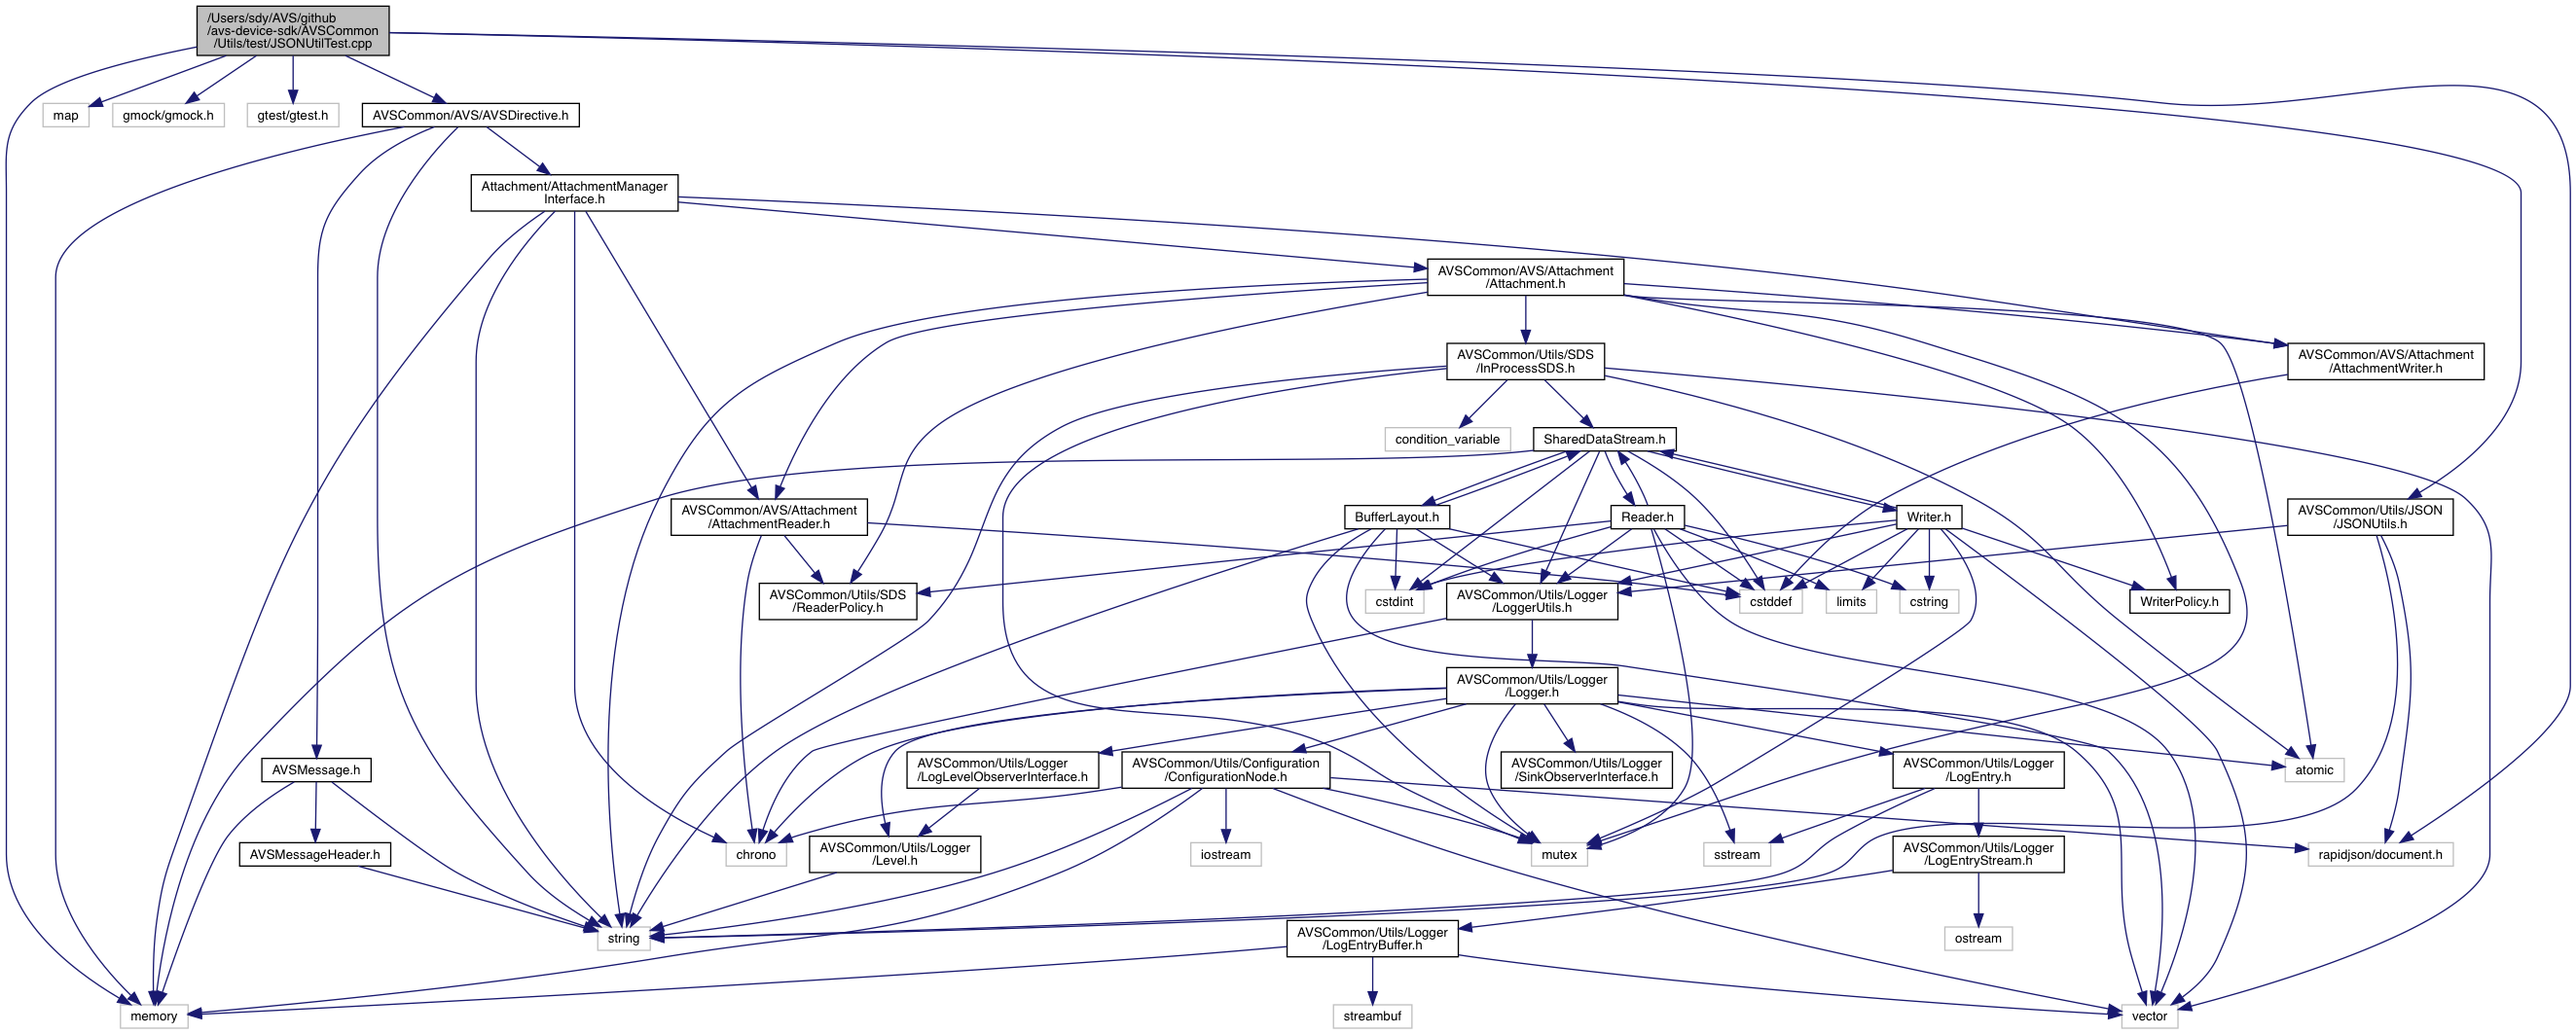 /Users/sdy/AVS/github
/avs-device-sdk/AVSCommon
/Utils/test/JSONUtilTest.cpp
map
gmock/gmock.h
gtest/gtest.h
AVSCommon/AVS/AVSDirective.h
Attachment/AttachmentManager
Interface.h
AVSCommon/AVS/Attachment
/Attachment.h
AVSCommon/Utils/SDS
/InProcessSDS.h
AVSCommon/AVS/Attachment
/AttachmentWriter.h
condition_variable
SharedDataStream.h
AVSCommon/AVS/Attachment
/AttachmentReader.h
BufferLayout.h
Reader.h
Writer.h
AVSCommon/Utils/JSON
/JSONUtils.h
AVSCommon/Utils/SDS
/ReaderPolicy.h
cstdint
AVSCommon/Utils/Logger
/LoggerUtils.h
cstddef
limits
cstring
WriterPolicy.h
AVSCommon/Utils/Logger
/Logger.h
AVSMessage.h
AVSCommon/Utils/Logger
/LogLevelObserverInterface.h
AVSCommon/Utils/Configuration
/ConfigurationNode.h
AVSCommon/Utils/Logger
/SinkObserverInterface.h
AVSCommon/Utils/Logger
/LogEntry.h
atomic
AVSMessageHeader.h
chrono
AVSCommon/Utils/Logger
/Level.h
iostream
mutex
sstream
AVSCommon/Utils/Logger
/LogEntryStream.h
rapidjson/document.h
string
AVSCommon/Utils/Logger
/LogEntryBuffer.h
ostream
memory
streambuf
vector